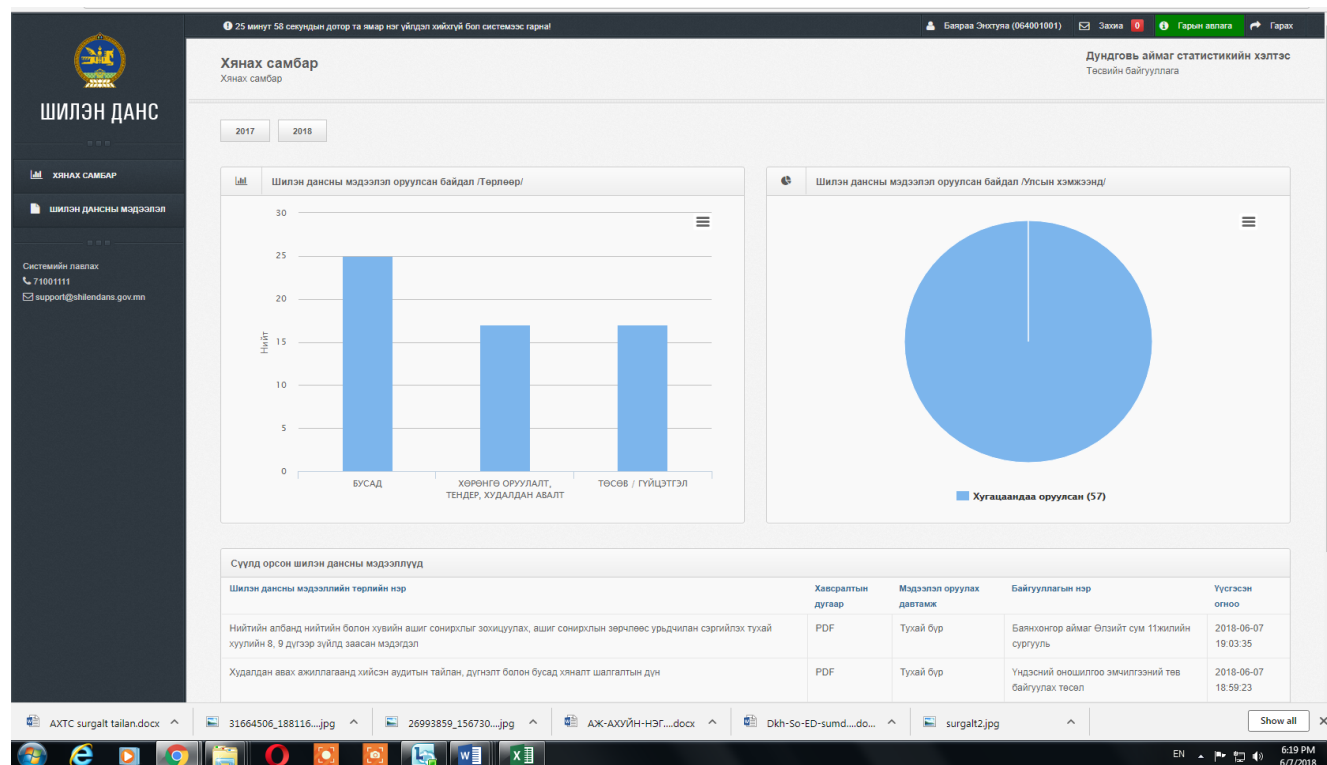 25 минут 58 секундын дотор та ямар нэг үйлдэл хийхгүй бол системээс гарна!
Баяраа Энхтуяа (064001001)
Захиа 0
Гарын авлага
Гарах
ШИЛЭН ДАНС
ХЯНАХ САМБАР
ШИЛЭН ДАНСНЫ МЭДЭЭЛЭЛ
Системийн лавлах
71001111
support@shilendans.gov.mn
Хянах самбар
Хянах самбар
Дундговь аймаг статистикийн хэлтэс
Төсвийн байгууллага
2017
2018
Шилэн дансны мэдээлэл оруулсан байдал /Төрлөөр/
30
25
20
15
10
5
0
Нийт
БУСАД
ХӨРӨНГӨ ОРУУЛАЛТ,
ТЕНДЕР, ХУДАЛДАН АВАЛТ
ТӨСӨВ / ГҮЙЦЭТГЭЛ
Шилэн дансны мэдээлэл оруулсан байдал /Улсын хэмжээнд/
Хугацаандаа оруулсан (57)
Сүүлд орсон шилэн дансны мэдээллүүд
Шилэн дансны мэдээллийн төрлийн нэр
Хавсралтын
дугаар
Мэдээлэл оруулах
давтамж
Байгууллагын нэр
Үүсгэсэн
огноо
Нийтийн албанд нийтийн болон хувийн ашиг сонирхлыг зохицуулах, ашиг сонирхлын зөрчлөөс урьдчилан сэргийлэх тухай
хуулийн 8, 9 дүгээр зүйлд заасан мэдэгдэл
PDF
Тухай бүр
Баянхонгор аймаг Өлзийт сум 11жилийн
сургууль
2018-06-07
19:03:35
Худалдан авах ажиллагаанд хийсэн аудитын тайлан, дүгнэлт болон бусад хяналт шалгалтын дүн
PDF
Тухай бүр
Үндэсний оношилгоо эмчилгээний төв
байгуулах төсөл
2018-06-07
18:59:23
AXTC surgalt tailan.docx
31664506_188116....jpg
26993859_156730....jpg
АЖ-АХУЙН-НЭГ....docx
Dkh-So-ED-sumd....do...
surgalt2.jpg
Show all
EN
6:19 PM
6/7/2018